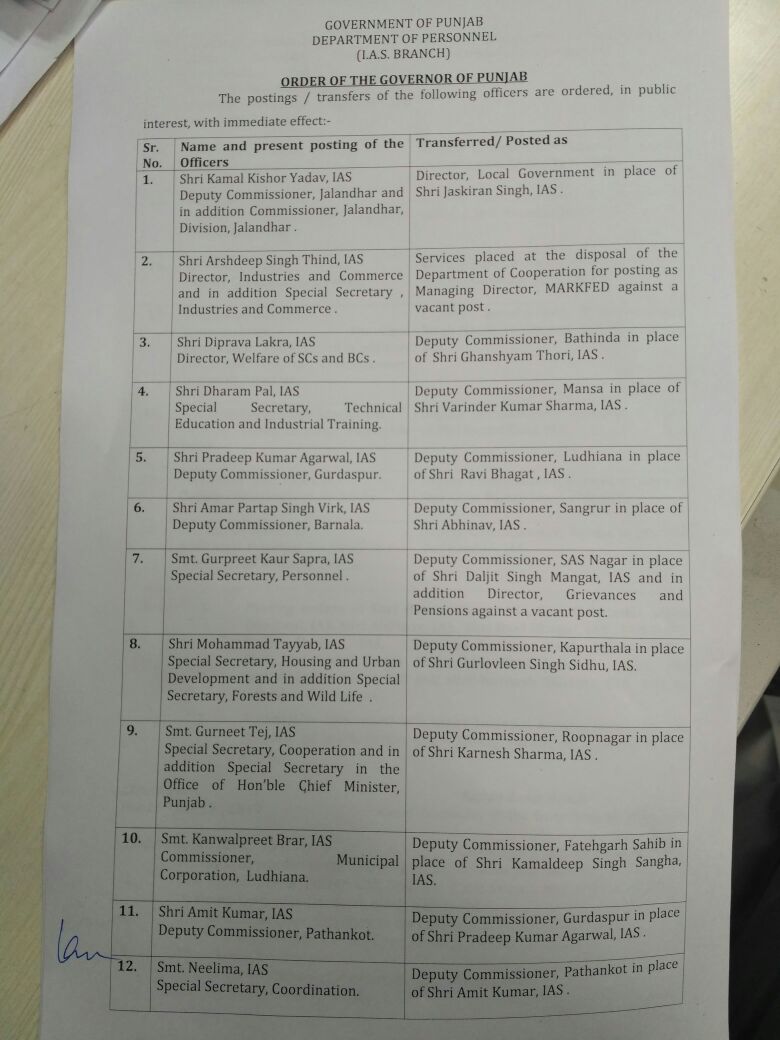 GOVERNMENT OF PUNJAB
DEPARTMENT OF PERSONNEL
(I.A.S. BRANCH)
ORDER OF THE GOVERNOR OF PUNJAB
The postings / transfers of the following officers are ordered, in public
interest, with immediate effect:-
Sr. No. Name and present posting of the Officers Transferred/ Posted as
1.
Shri Kamal Kishor Yadav, IAS
Deputy Commissioner, Jalandhar and
in addition Commissioner, Jalandhar,
Division, Jalandhar .
Director, Local Government in place of
Shri Jaskiran Singh, IAS .
2.
Shri Arshdeep Singh Thind, IAS
Director, Industries and Commerce
and in addition Special Secretary ,
Industries and Commerce .
Services placed at the disposal of the
Department of Cooperation for posting as
Managing Director, MARKFED against a
vacant post .
3.
Shri Diprava Lakra, IAS
Director, Welfare of SCs and BCs .
Deputy Commissioner, Bathinda in place
of Shri Ghanshyam Thori, IAS .
4.
Shri Dharam Pal, IAS
Special Secretary, Technical
Education and Industrial Training.
Deputy Commissioner, Mansa in place of
Shri Varinder Kumar Sharma, IAS .
5.
Shri Pradeep Kumar Agarwal, IAS
Deputy Commissioner, Gurdaspur.
Deputy Commissioner, Ludhiana in place
of Shri Ravi Bhagat , IAS .
6.
Shri Amar Partap Singh Virk, IAS
Deputy Commissioner, Barnala.
Deputy Commissioner, Sangrur in place of
Shri Abhinav, IAS .
7.
Smt. Gurpreet Kaur Sapra, IAS
Special Secretary, Personnel .
Deputy Commissioner, SAS Nagar in place
of Shri Daljit Singh Mangat, IAS and in
addition Director, Grievances and
Pensions against a vacant post.
8.
Shri Mohammad Tayyab, IAS
Special Secretary, Housing and Urban
Development and in addition Special
Secretary, Forests and Wild Life .
Deputy Commissioner, Kapurthala in place
of Shri Gurlovleen Singh Sidhu, IAS.
9.
Smt. Gurneet Tej, IAS
Special Secretary, Cooperation and in
addition Special Secretary in the
Office of Hon'ble Chief Minister,
Punjab .
Deputy Commissioner, Roopnagar in place
of Shri Karnesh Sharma, IAS .
10.
Smt. Kanwalpreet Brar, IAS
Commissioner, Municipal
Corporation, Ludhiana.
Deputy Commissioner, Fatehgarh Sahib in
place of Shri Kamaldeep Singh Sangha,
IAS.
11.
Shri Amit Kumar, IAS
Deputy Commissioner, Pathankot.
Deputy Commissioner, Gurdaspur in place
of Shri Pradeep Kumar Agarwal, IAS .
12.
Smt. Neelima, IAS
Special Secretary, Coordination.
Deputy Commissioner, Pathankot in place
of Shri Amit Kumar, IAS .